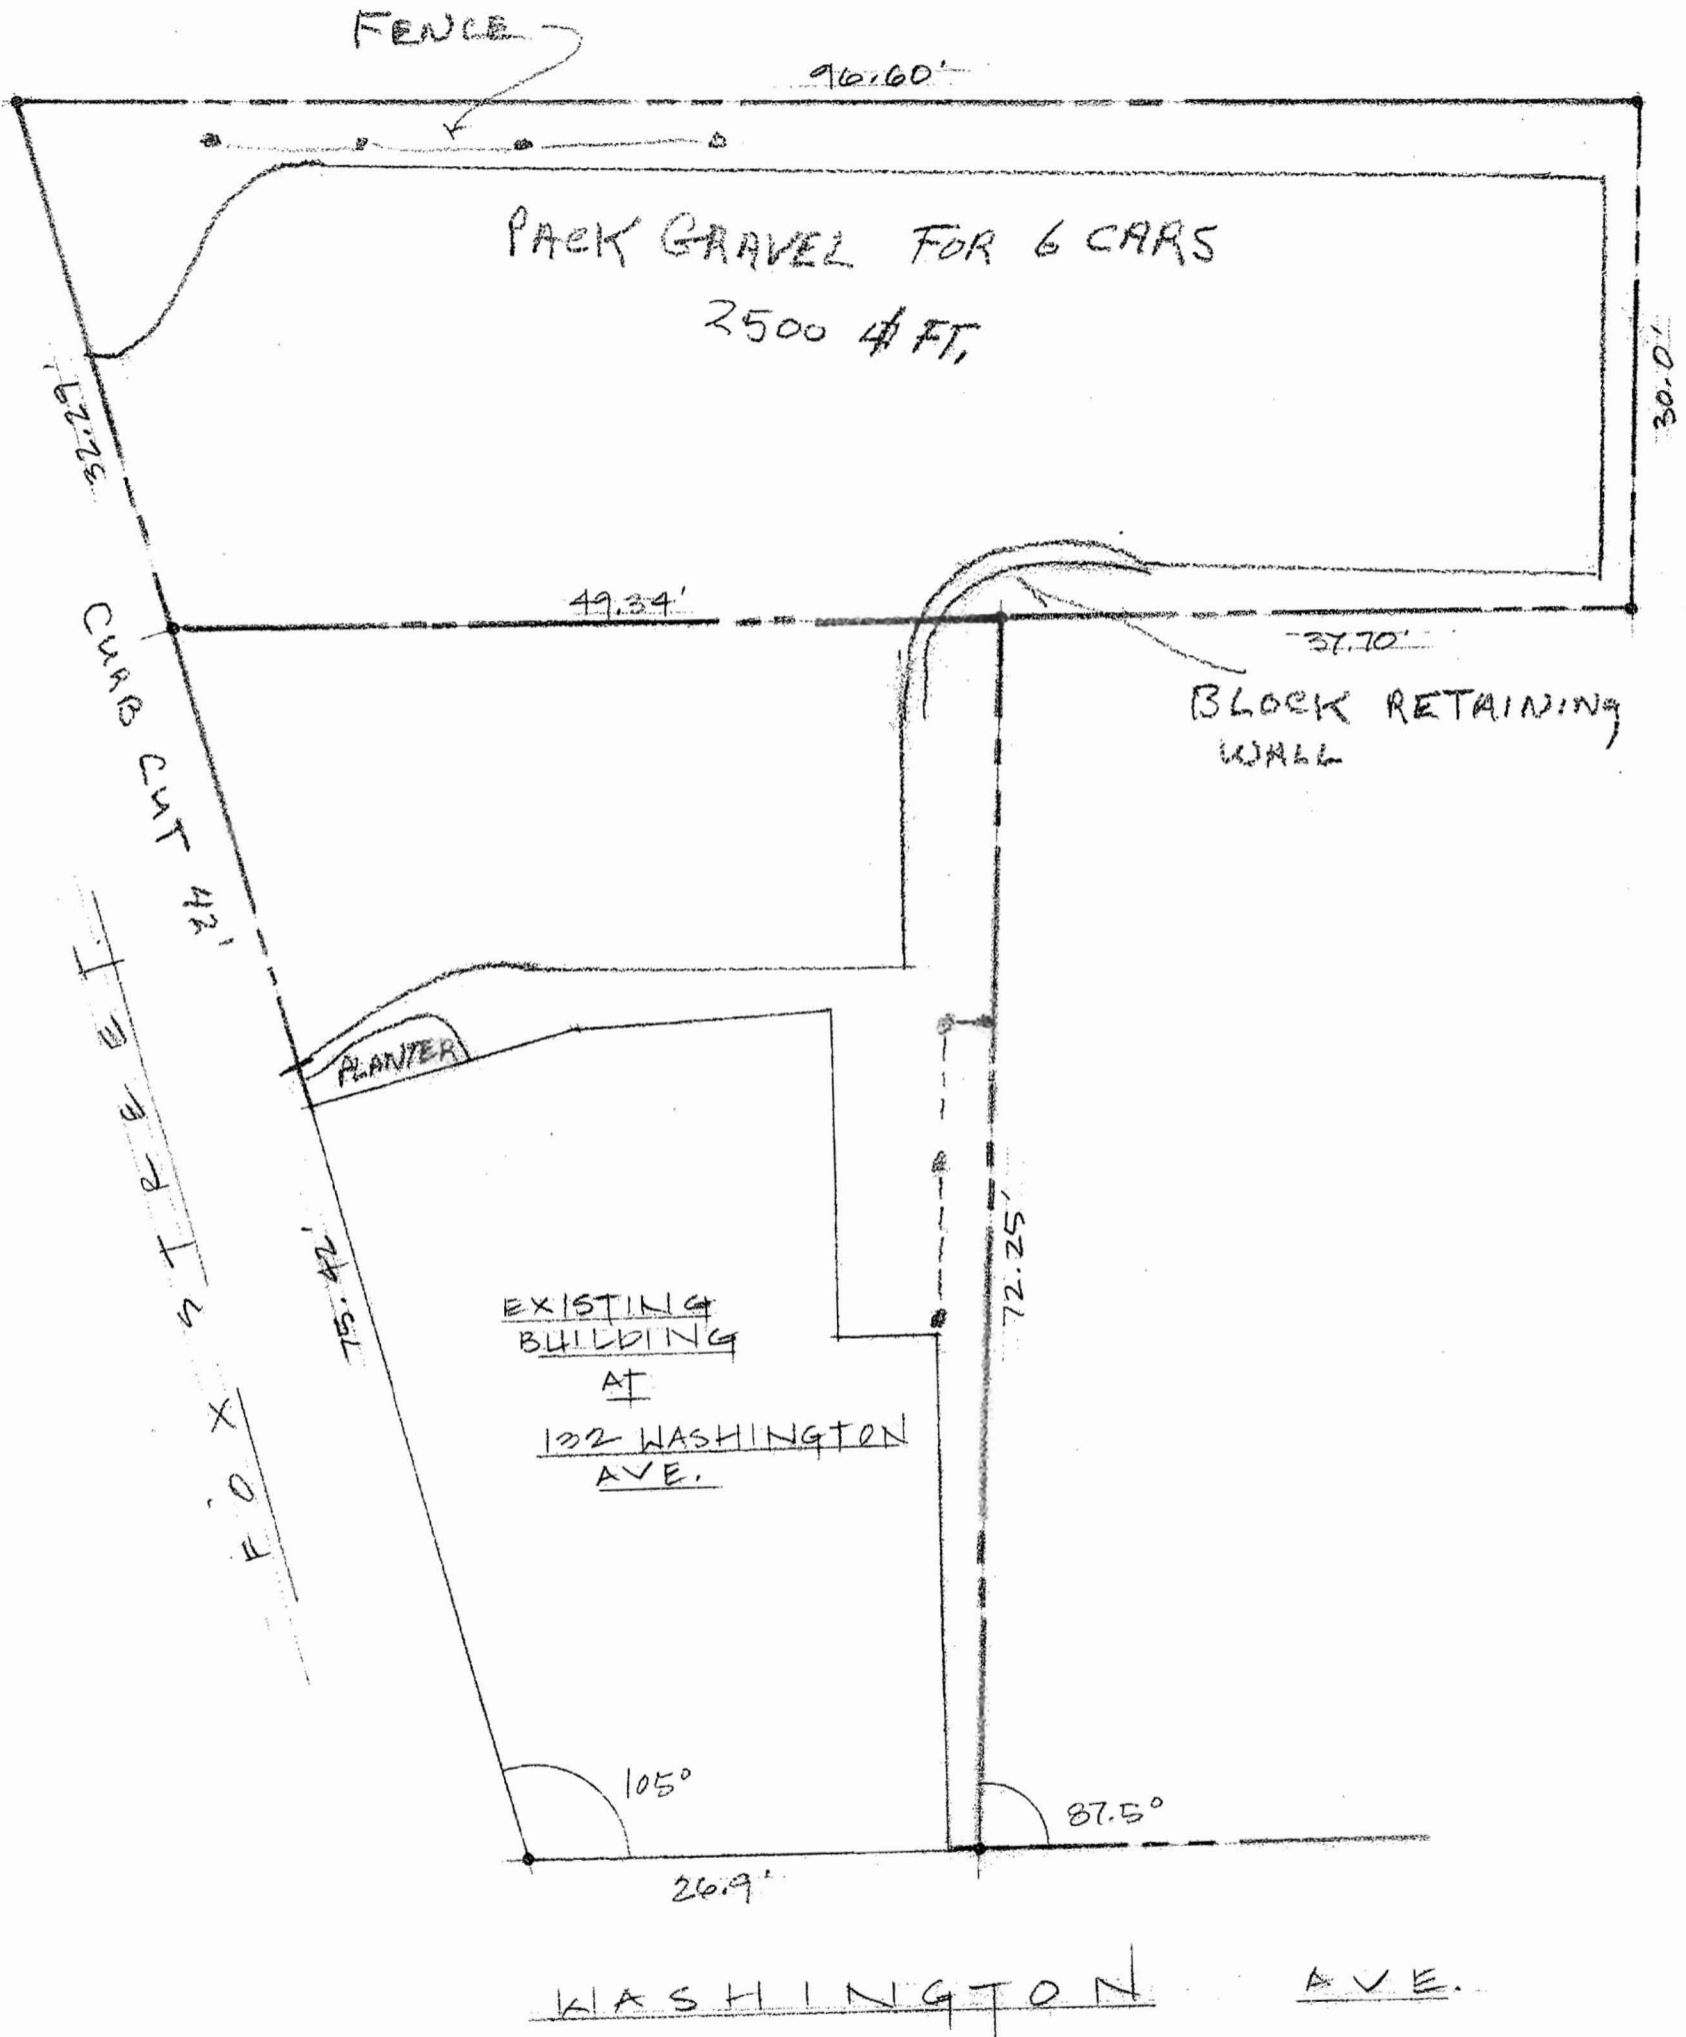 FENCE
96.60'
PACK GRAVEL FOR 6 CARS
2500 ⏍ FT.
30.0'
32.29'
49.34'
37.70'
BLOCK RETAINING
WALL
CURB CUT 42'
PLANTER
FOX STREET.
75.42'
72.25'
EXISTING
BUILDING
AT
132 WASHINGTON
AVE.
105°
87.5°
26.9'
WASHINGTON AVE.